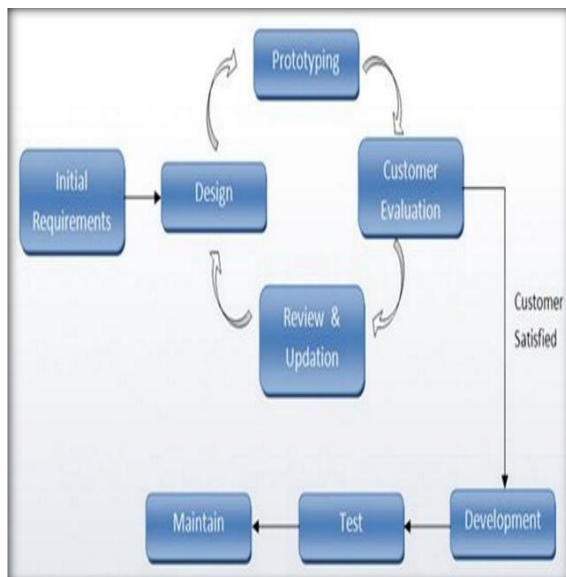 Prototyping
Initial
Requirements
Design
Customer
Evaluation
Review &
Updation
Customer
Satisfied
Maintain
Test
Development